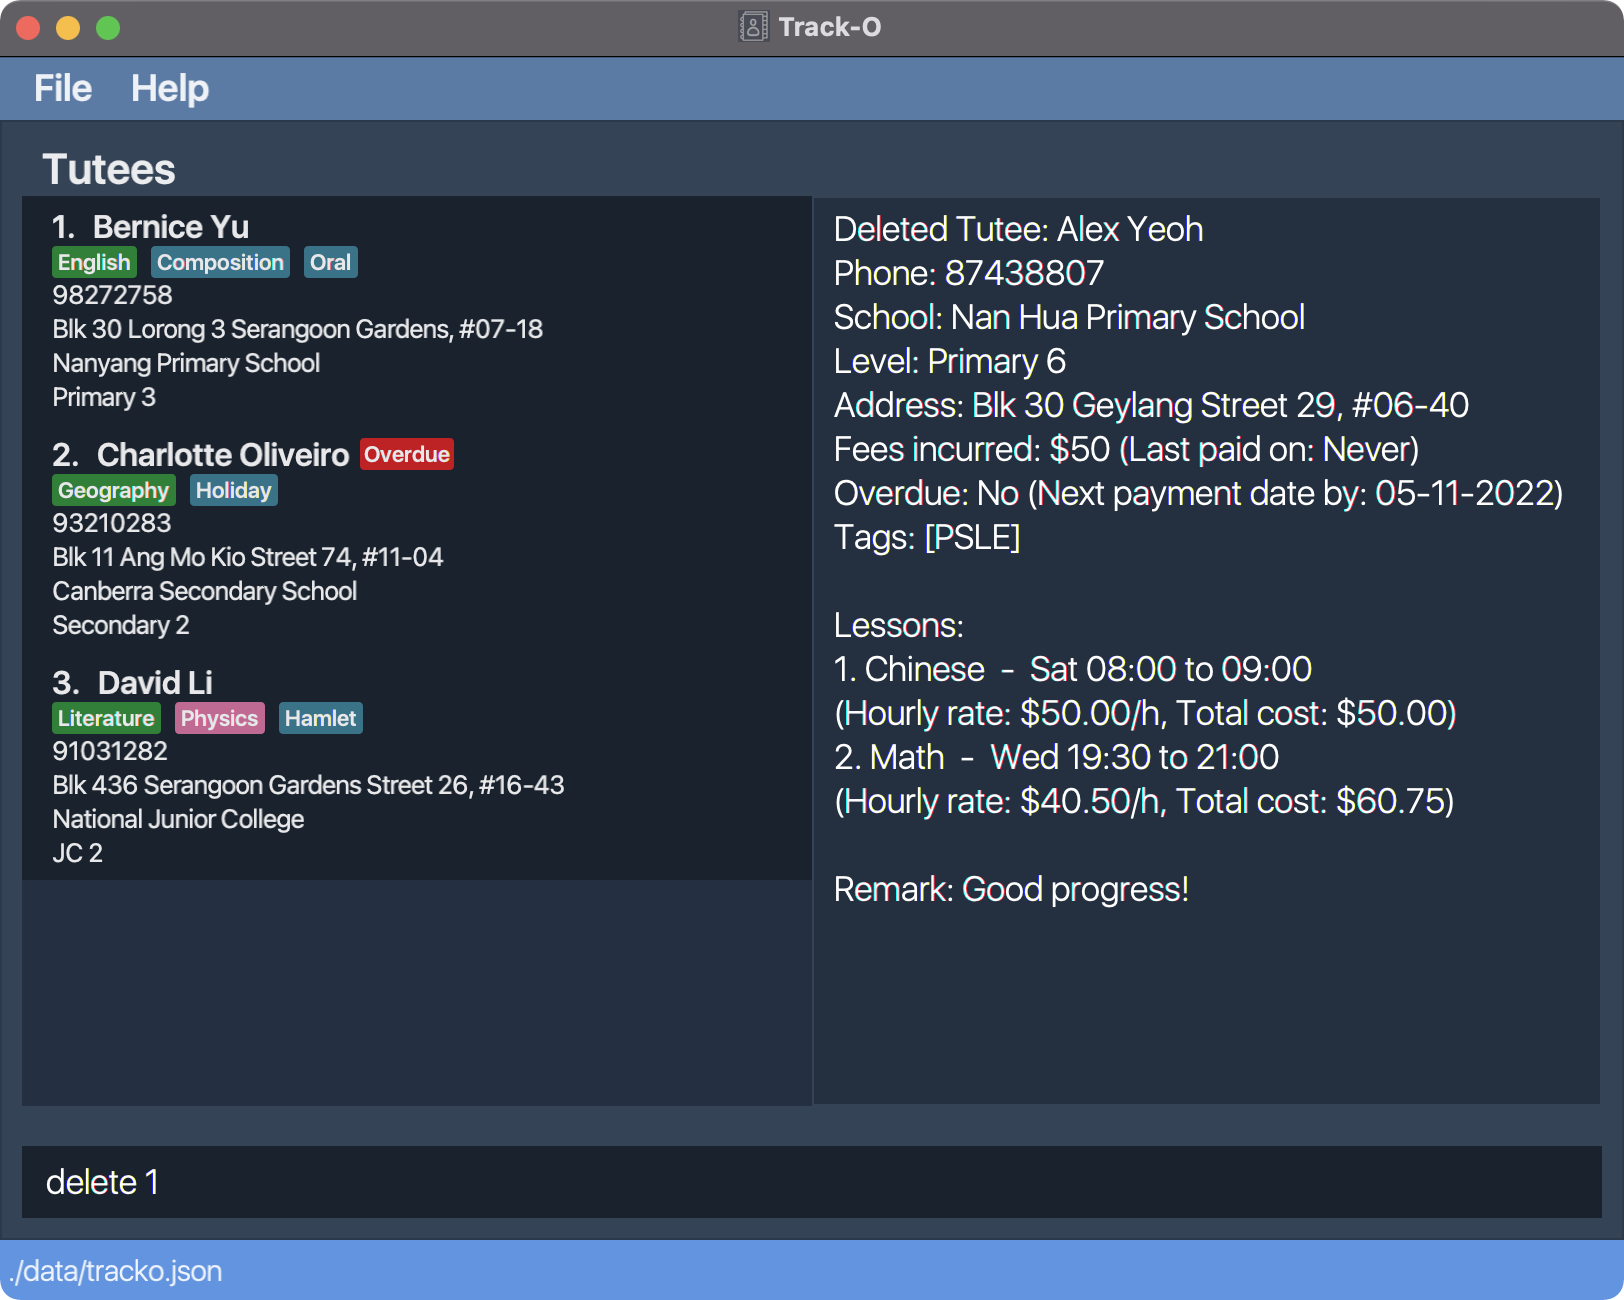 Track-O
File Help
Tutees
1. Bernice Yu
English Composition Oral
98272758
Blk 30 Lorong 3 Serangoon Gardens, #07-18
Nanyang Primary School
Primary 3
2. Charlotte Oliveiro Overdue
Geography Holiday
93210283
Blk 11 Ang Mo Kio Street 74, #11-04
Canberra Secondary School
Secondary 2
3. David Li
Literature Physics Hamlet
91031282
Blk 436 Serangoon Gardens Street 26, #16-43
National Junior College
JC 2
Deleted Tutee: Alex Yeoh
Phone: 87438807
School: Nan Hua Primary School
Level: Primary 6
Address: Blk 30 Geylang Street 29, #06-40
Fees incurred: $50 (Last paid on: Never)
Overdue: No (Next payment date by: 05-11-2022)
Tags: [PSLE]
Lessons:
1. Chinese - Sat 08:00 to 09:00
(Hourly rate: $50.00/h, Total cost: $50.00)
2. Math - Wed 19:30 to 21:00
(Hourly rate: $40.50/h, Total cost: $60.75)
Remark: Good progress!
delete 1
./data/tracko.json